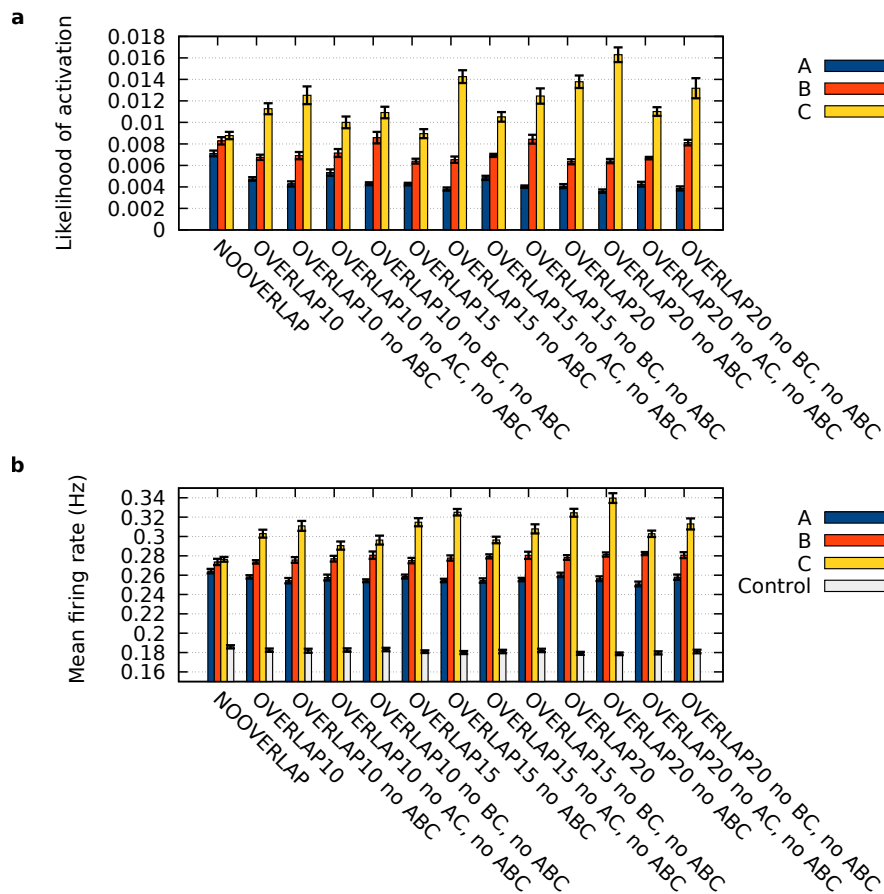 a
Likelihood of activation
0.018
0.016
0.014
0.012
0.01
0.008
0.006
0.004
0.002
0
A
B
C
NOOVERLAP
OVERLAP10
OVERLAP10 no ABC
OVERLAP10 no AC, no ABC
OVERLAP10 no BC, no ABC
OVERLAP15
OVERLAP15 no ABC
OVERLAP15 no AC, no ABC
OVERLAP15 no BC, no ABC
OVERLAP20
OVERLAP20 no ABC
OVERLAP20 no AC, no ABC
OVERLAP20 no BC, no ABC
b
Mean firing rate (Hz)
0.34
0.32
0.3
0.28
0.26
0.24
0.22
0.2
0.18
0.16
A
B
C
Control
NOOVERLAP
OVERLAP10
OVERLAP10 no ABC
OVERLAP10 no AC, no ABC
OVERLAP10 no BC, no ABC
OVERLAP15
OVERLAP15 no ABC
OVERLAP15 no AC, no ABC
OVERLAP15 no BC, no ABC
OVERLAP20
OVERLAP20 no ABC
OVERLAP20 no AC, no ABC
OVERLAP20 no BC, no ABC